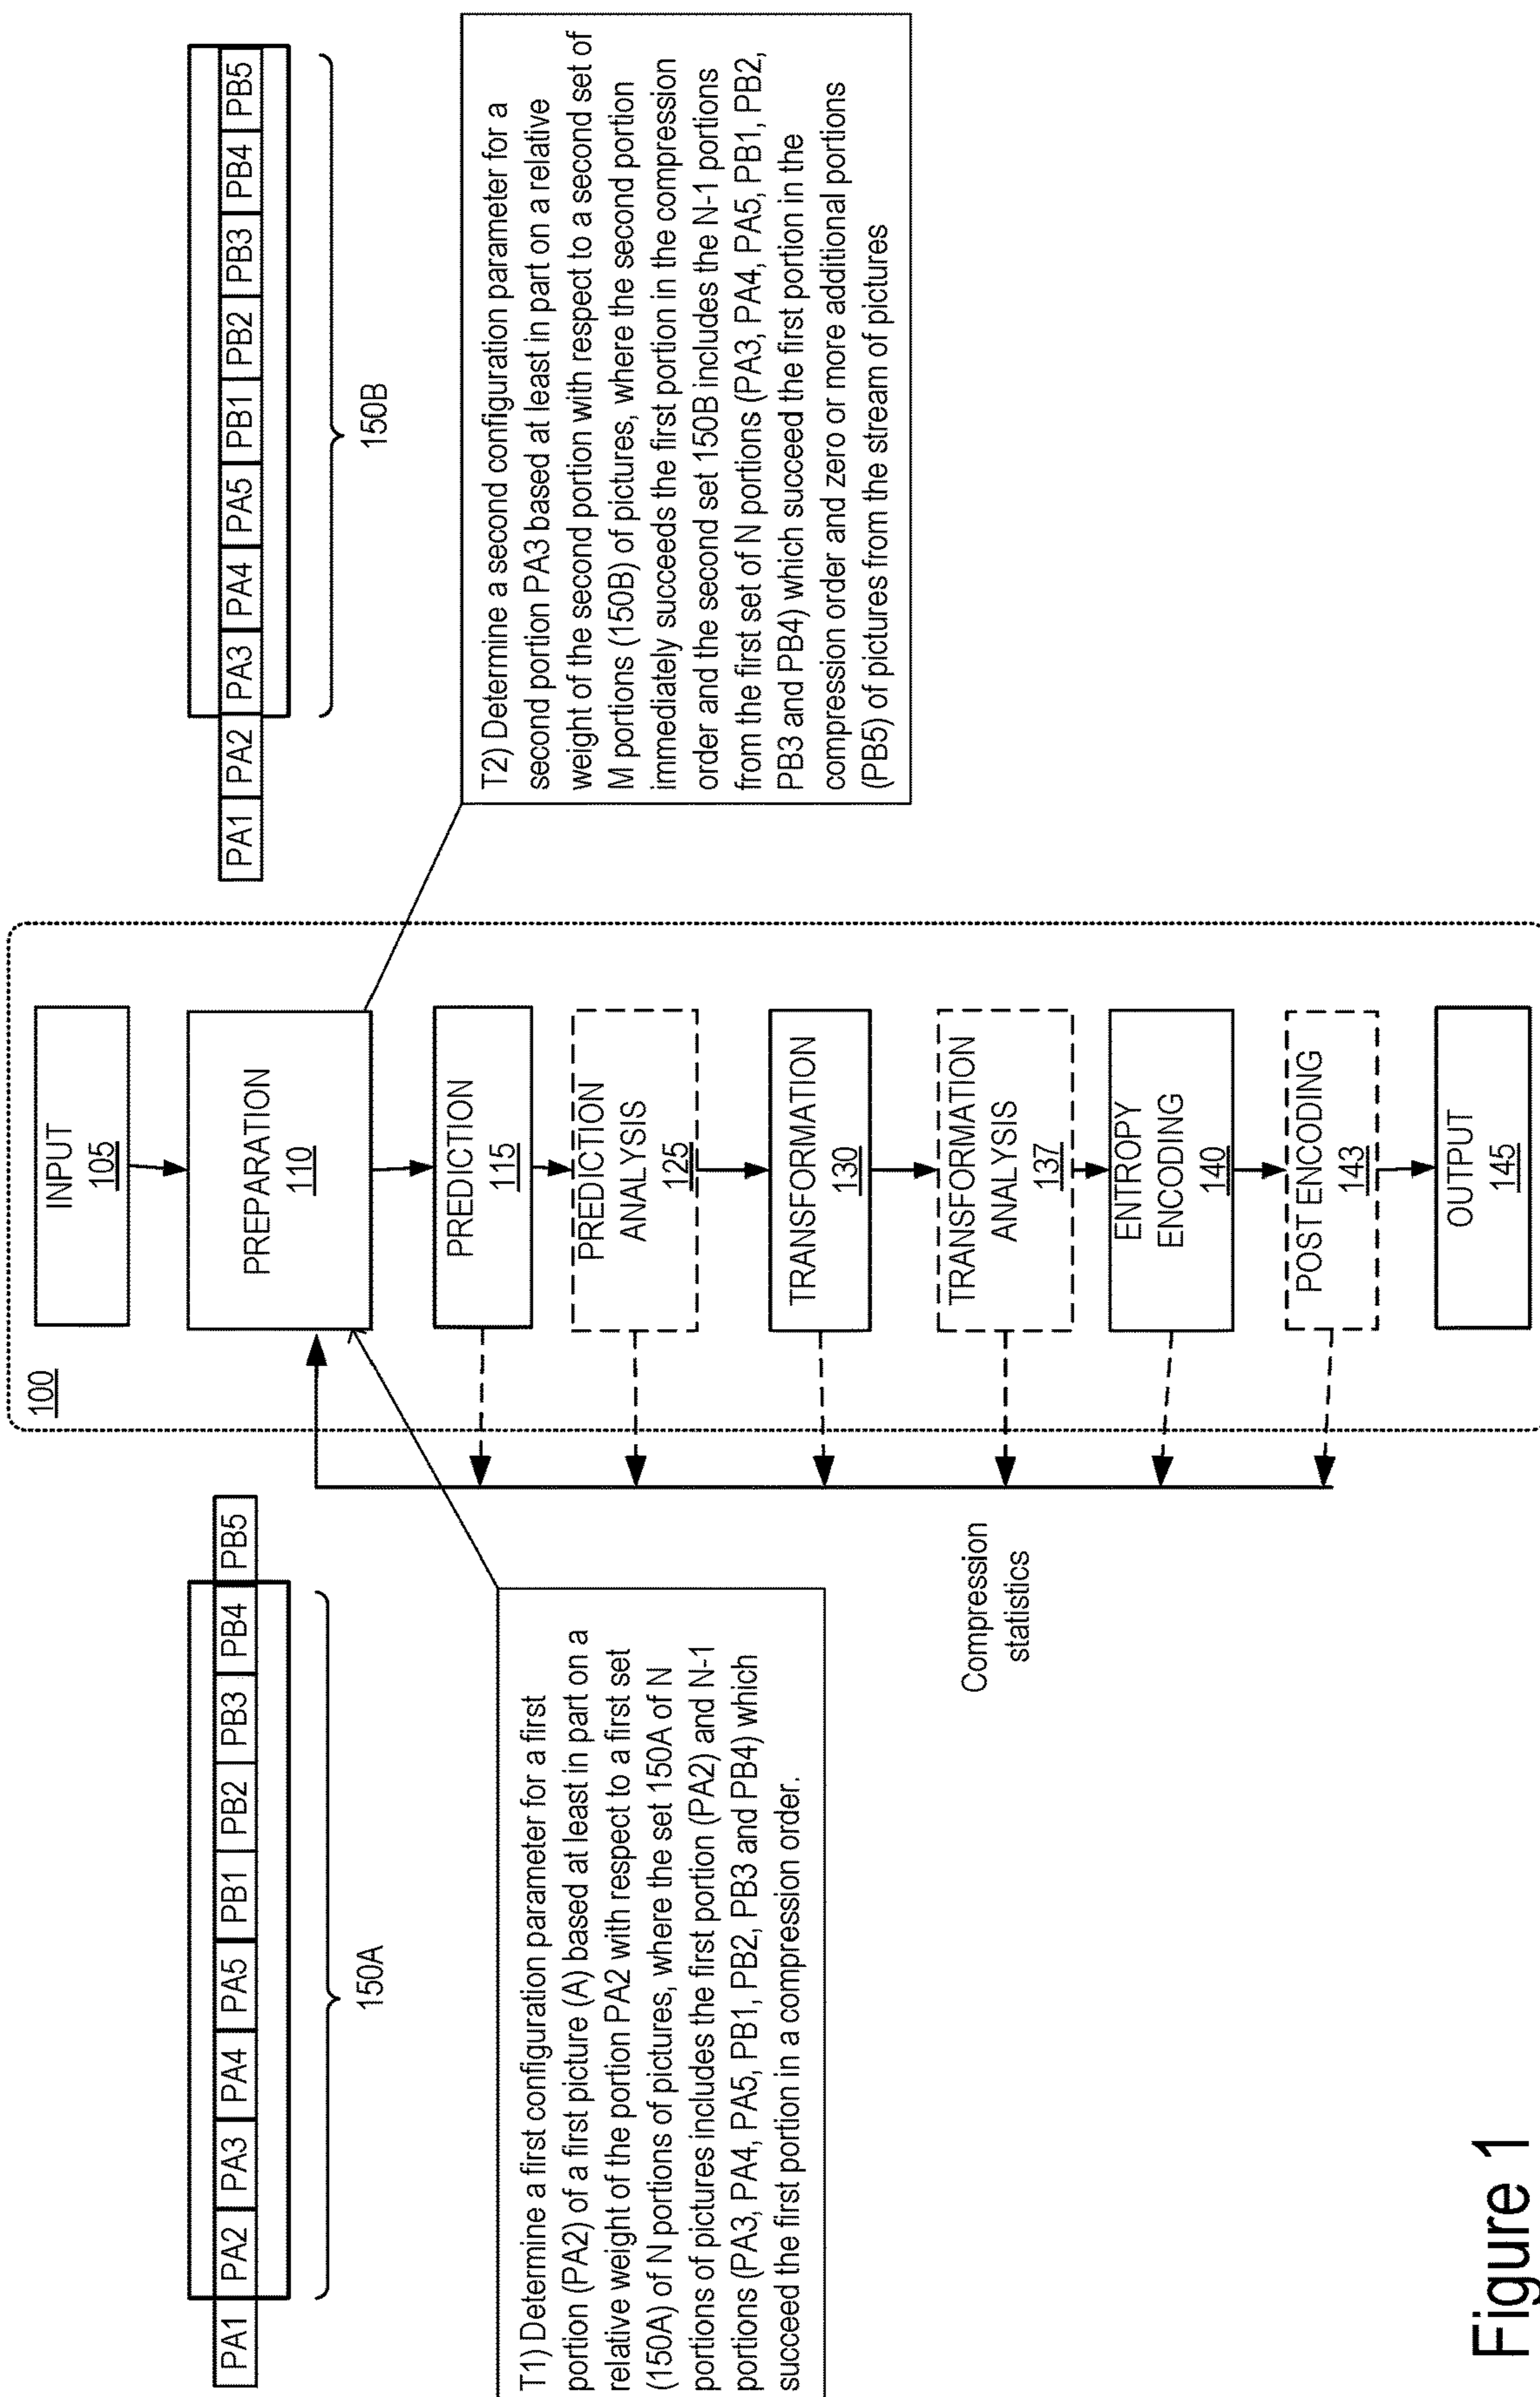 PA1 PA2 PA3 PA4 PA5 PB1 PB2 PB3 PB4 PB5
150A
T1) Determine a first configuration parameter for a first
portion (PA2) of a first picture (A) based at least in part on a
relative weight of the portion PA2 with respect to a first set
(150A) of N portions of pictures, where the set 150A of N
portions of pictures includes the first portion (PA2) and N-1
portions (PA3, PA4, PA5, PB1, PB2, PB3 and PB4) which
succeed the first portion in a compression order.
Compression
statistics
100
INPUT
105
PREPARATION
110
PREDICTION
115
PREDICTION
ANALYSIS
125
TRANSFORMATION
130
TRANSFORMATION
ANALYSIS
137
ENTROPY
ENCODING
140
POST ENCODING
143
OUTPUT
145
PA1 PA2 PA3 PA4 PA5 PB1 PB2 PB3 PB4 PB5
150B
T2) Determine a second configuration parameter for a
second portion PA3 based at least in part on a relative
weight of the second portion with respect to a second set of
M portions (150B) of pictures, where the second portion
immediately succeeds the first portion in the compression
order and the second set 150B includes the N-1 portions
from the first set of N portions (PA3, PA4, PA5, PB1, PB2,
PB3 and PB4) which succeed the first portion in the
compression order and zero or more additional portions
(PB5) of pictures from the stream of pictures
Figure 1